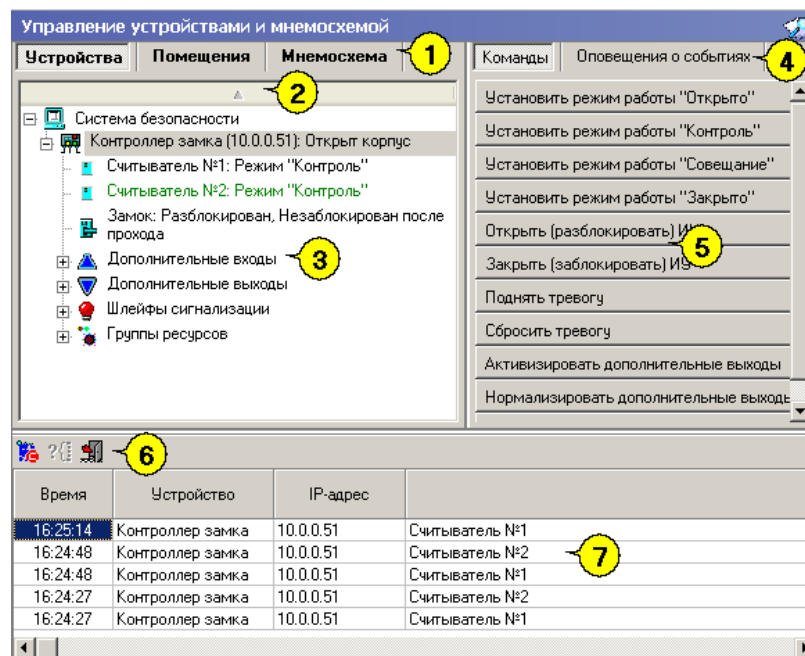 Управление устройствами и мнемосхемой
Устройства Помещения Мнемосхема 1
Команды Оповещения о событиях 4
2
Система безопасности
Контроллер замка (10.0.0.51): Открыт корпус
Считыватель №1: Режим "Контроль"
Считыватель №2: Режим "Контроль"
Замок: Разблокирован, Незаблокирован после
прохода
Дополнительные входы 3
Дополнительные выходы
Шлейфы сигнализации
Группы ресурсов
Установить режим работы "Открыто"
Установить режим работы "Контроль"
Установить режим работы "Совещание"
Установить режим работы "Закрыто"
Открыть (разблокировать) 5
Закрыть (заблокировать) ИУ
Поднять тревогу
Сбросить тревогу
Активизировать дополнительные выходы
Нормализировать дополнительные
6
Время Устройство IP-адрес
16:25:14 Контроллер замка 10.0.0.51 Считыватель №1
16:24:48 Контроллер замка 10.0.0.51 Считыватель №2 7
16:24:48 Контроллер замка 10.0.0.51 Считыватель №1
16:24:27 Контроллер замка 10.0.0.51 Считыватель №2
16:24:27 Контроллер замка 10.0.0.51 Считыватель №1